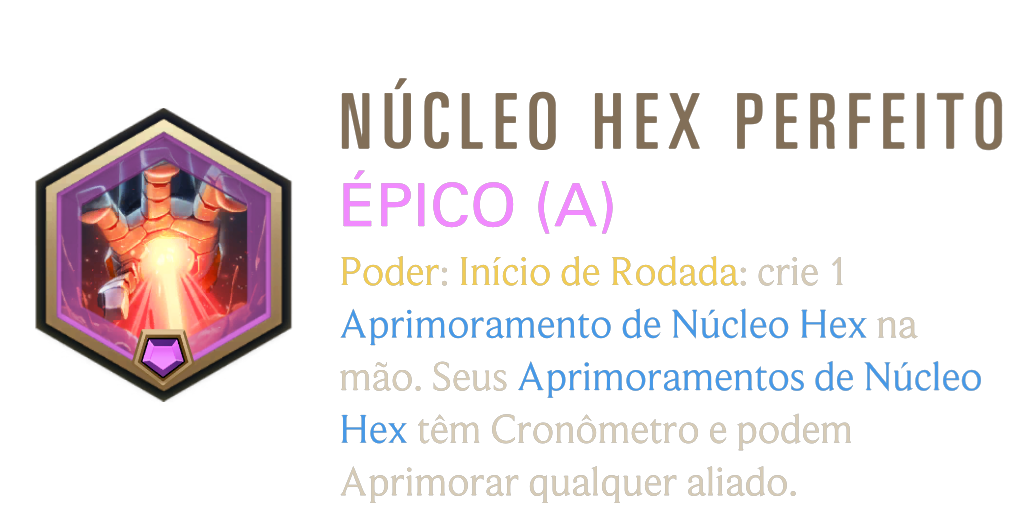 NÚCLEO HEX PERFEITO
ÉPICO (A)
Poder: Início de Rodada: crie 1
Aprimoramento de Núcleo Hex na
mão. Seus Aprimoramentos de Núcleo
Hex têm Cronômetro e podem
Aprimorar qualquer aliado.